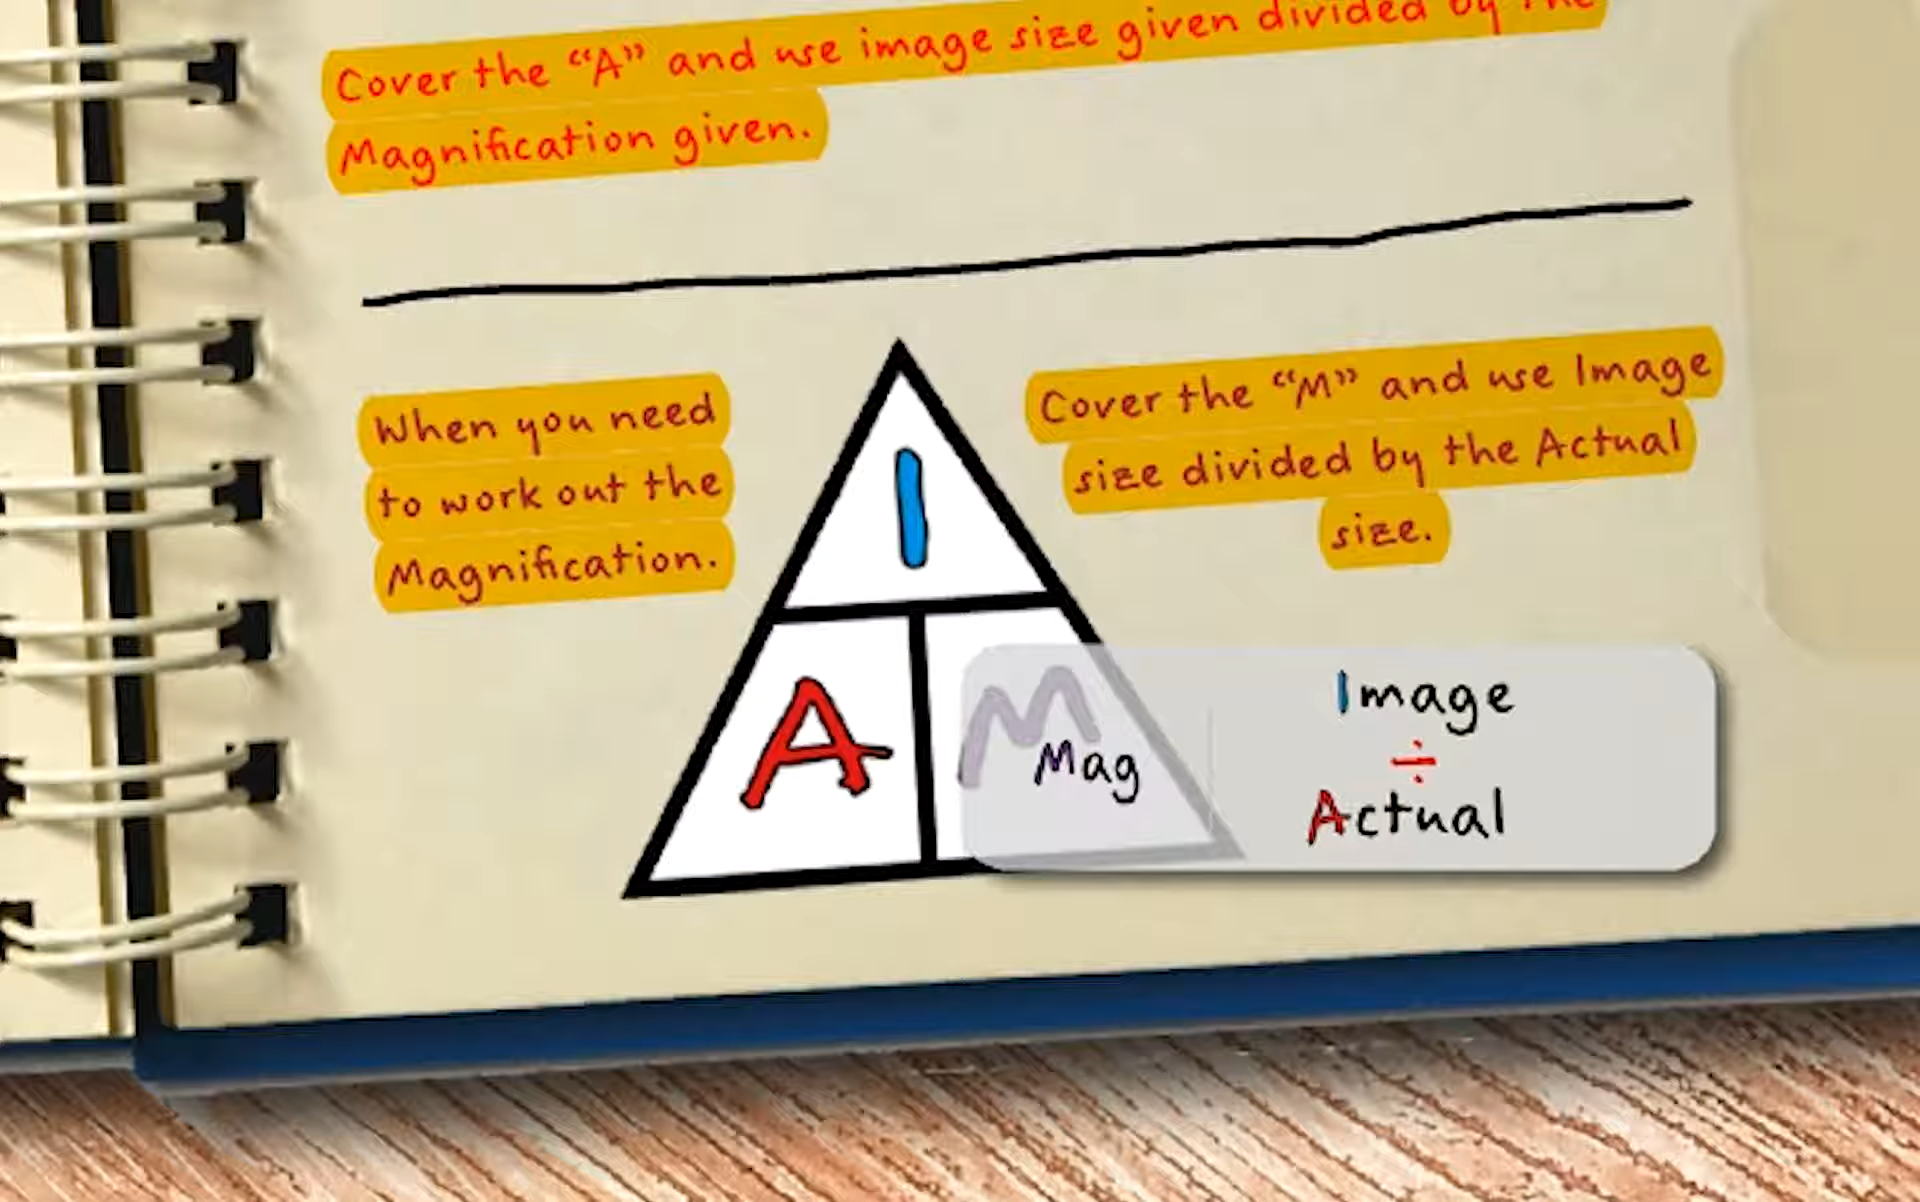 Cover the “A” and use image size given divided by the
Magnification given.
When you need
to work out the
Magnification.
Cover the “M” and use Image
size divided by the Actual
size.
I
A
M
Mag
Image
÷
Actual